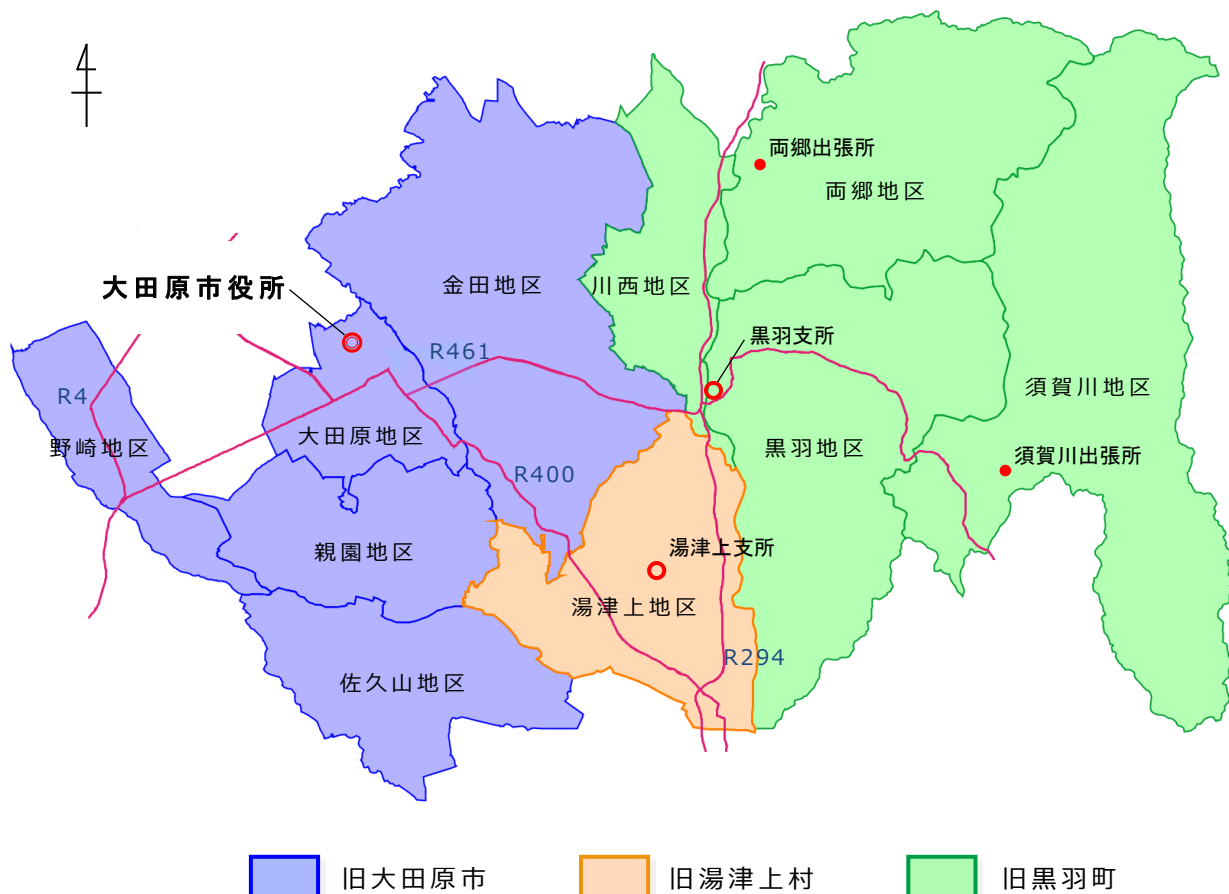 両郷出張所
両郷地区
大田原市役所
金田地区
川西地区
黒羽支所
R461
須賀川地区
R4
野崎地区
大田原地区
黒羽地区
須賀川出張所
R400
親園地区
湯津上支所
湯津上地区
R294
佐久山地区
旧大田原市
旧湯津上村
旧黒羽町